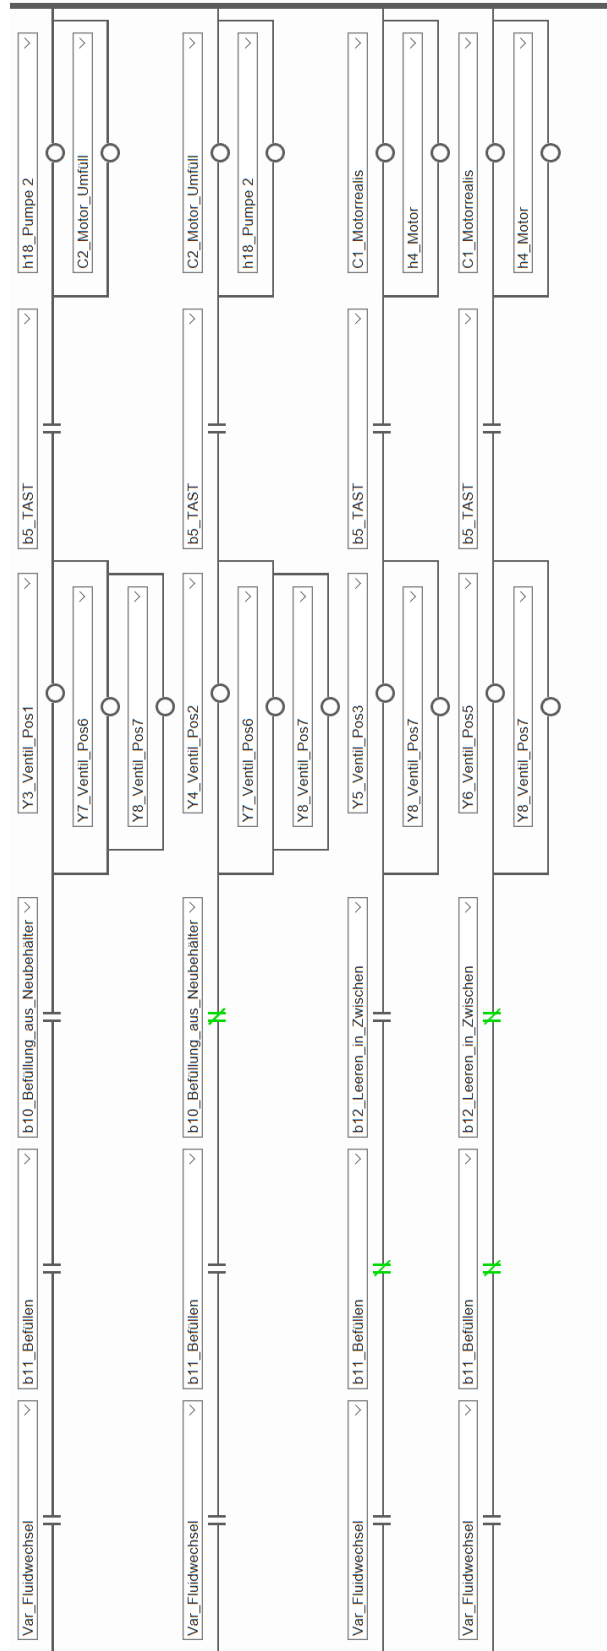 Var_Fluidwechsel
b11_Befüllen
b10_Befüllung_aus_Neubehälter
Y3_Ventil_Pos1
b5_TAST
h18_Pumpe 2
Y7_Ventil_Pos6
C2_Motor_Umfüll
Y8_Ventil_Pos7
Var_Fluidwechsel
b11_Befüllen
b10_Befüllung_aus_Neubehälter
Y4_Ventil_Pos2
b5_TAST
C2_Motor_Umfüll
Y7_Ventil_Pos6
h18_Pumpe 2
Y8_Ventil_Pos7
Var_Fluidwechsel
b11_Befüllen
b12_Leeren_in_Zwischen
Y5_Ventil_Pos3
b5_TAST
C1_Motorrealis
Y8_Ventil_Pos7
h4_Motor
Var_Fluidwechsel
b11_Befüllen
b12_Leeren_in_Zwischen
Y6_Ventil_Pos5
b5_TAST
C1_Motorrealis
Y8_Ventil_Pos7
h4_Motor